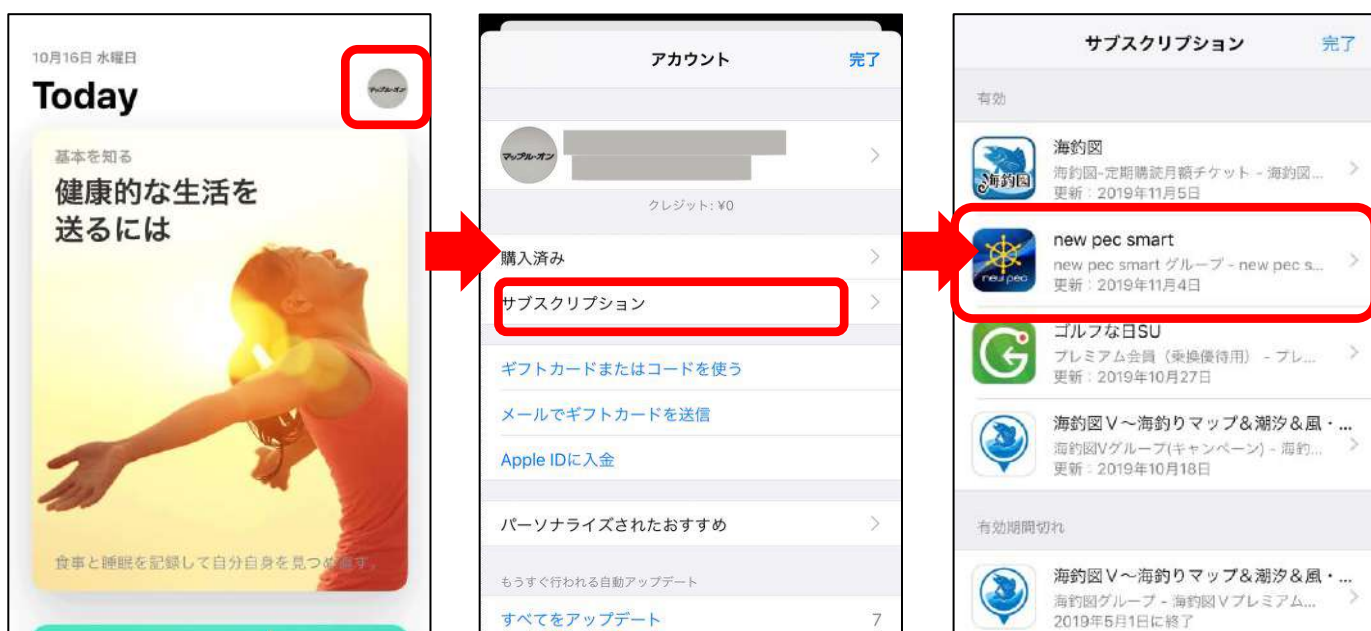 10月16日 水曜日
Today
マップル・オン
基本を知る
健康的な生活を
送るには
食事と睡眠を記録して自分自身を見つめ直す。
アカウント
完了
マップル・オン
クレジット: ¥0
購入済み
サブスクリプション
ギフトカードまたはコードを使う
メールでギフトカードを送信
Apple IDに入金
パーソナライズされたおすすめ
もうすぐ行われる自動アップデート
すべてをアップデート
7
サブスクリプション
完了
有効
海釣図
海釣図
海釣図-定期購読月額チケット - 海釣図...
更新：2019年11月5日
new pec
new pec smart
new pec smart グループ - new pec s...
更新：2019年11月4日
ゴルフな日SU
プレミアム会員（乗換優待用） - プレ...
更新：2019年10月27日
海釣図Ⅴ～海釣りマップ&潮汐&風・...
海釣図Vグループ(キャンペーン) - 海釣...
更新：2019年10月18日
有効期間切れ
海釣図Ⅴ～海釣りマップ&潮汐&風・...
海釣図グループ - 海釣図Ⅴプレミアム...
2019年5月1日に終了